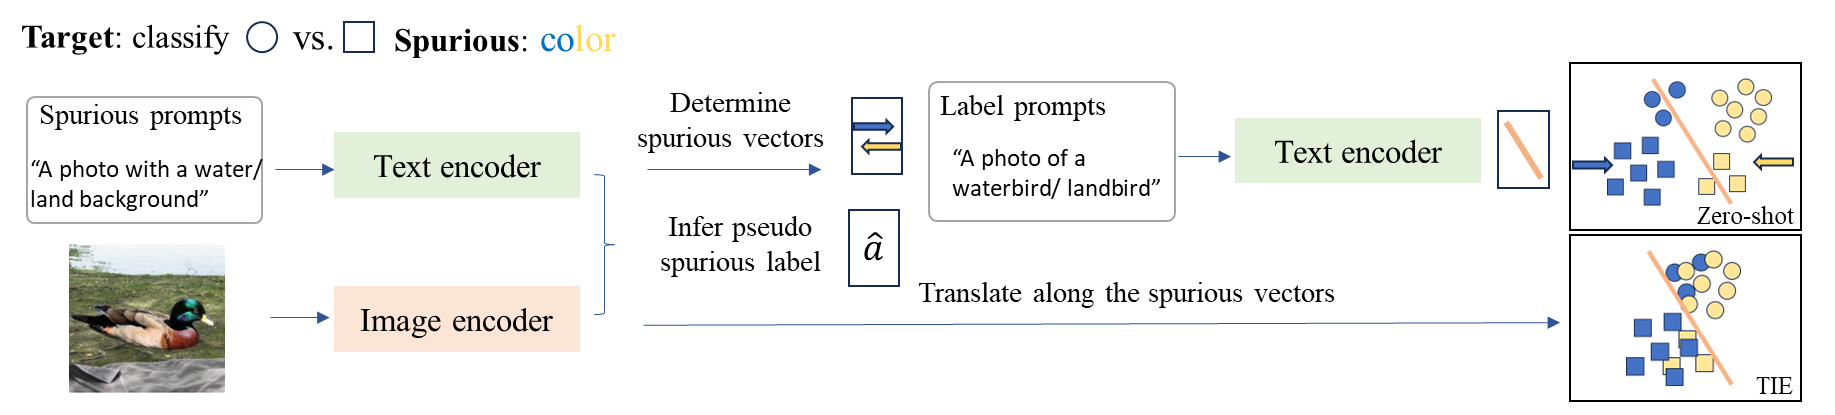 Target: classify vs. Spurious: color
Spurious prompts
“A photo with a water/
land background”
Text encoder
Image encoder
Determine
spurious vectors
Infer pseudo
spurious label
â
Label prompts
“A photo of a
waterbird/ landbird”
Text encoder
Translate along the spurious vectors
Zero-shot
TIE